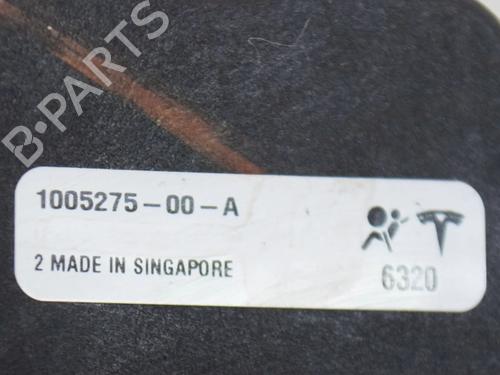 B-PARTS
1005275-00-A
2 MADE IN SINGAPORE
6320